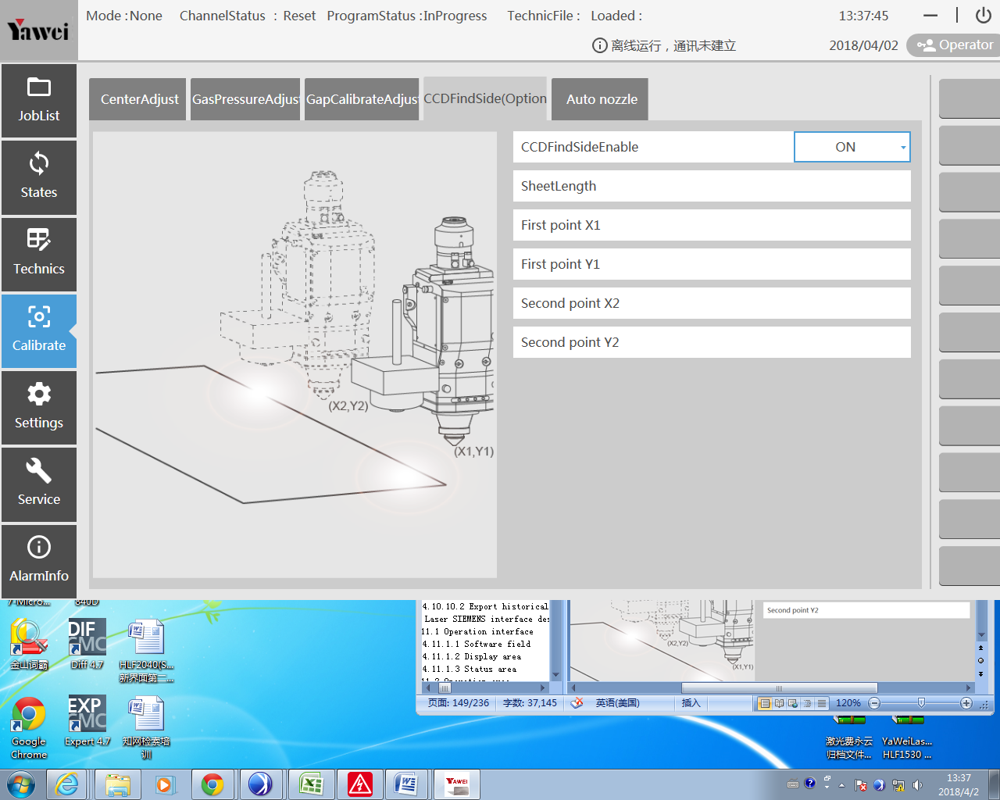 Yawei
Mode : None ChannelStatus : Reset ProgramStatus : InProgress TechnicFile : Loaded : 13:37:45
离线运行，通讯未建立 2018/04/02 Operator
JobList
States
Technics
Calibrate
Settings
Service
AlarmInfo
CenterAdjust GasPressureAdjust GapCalibrateAdjust CCDFindSide(Option Auto nozzle
CCDFindSideEnable ON
SheetLength
First point X1
First point Y1
Second point X2
Second point Y2
(X2,Y2)
(X1,Y1)
7-Micro... 840D
金山词霸
DIF
CMC
Diff 4.7
HLF2040(S...
新界面第二...
Google
Chrome
EXP
CMC
Expert 4.7
知网检索培
训
4.10.10.2 Export historical
Laser SIEMENS interface des
11.1 Operation interface
4.11.1.1 Software field
4.11.1.2 Display area
4.11.1.3 Status area
Second point Y2
(X2,Y2)
(X1,Y1)
页面: 149/236 字数: 37,145 英语(美国) 插入 120%
激光龚永云
归档文件...
YaWeiLas...
HLF1530 ...
YAWEI
13:37
2018/4/2